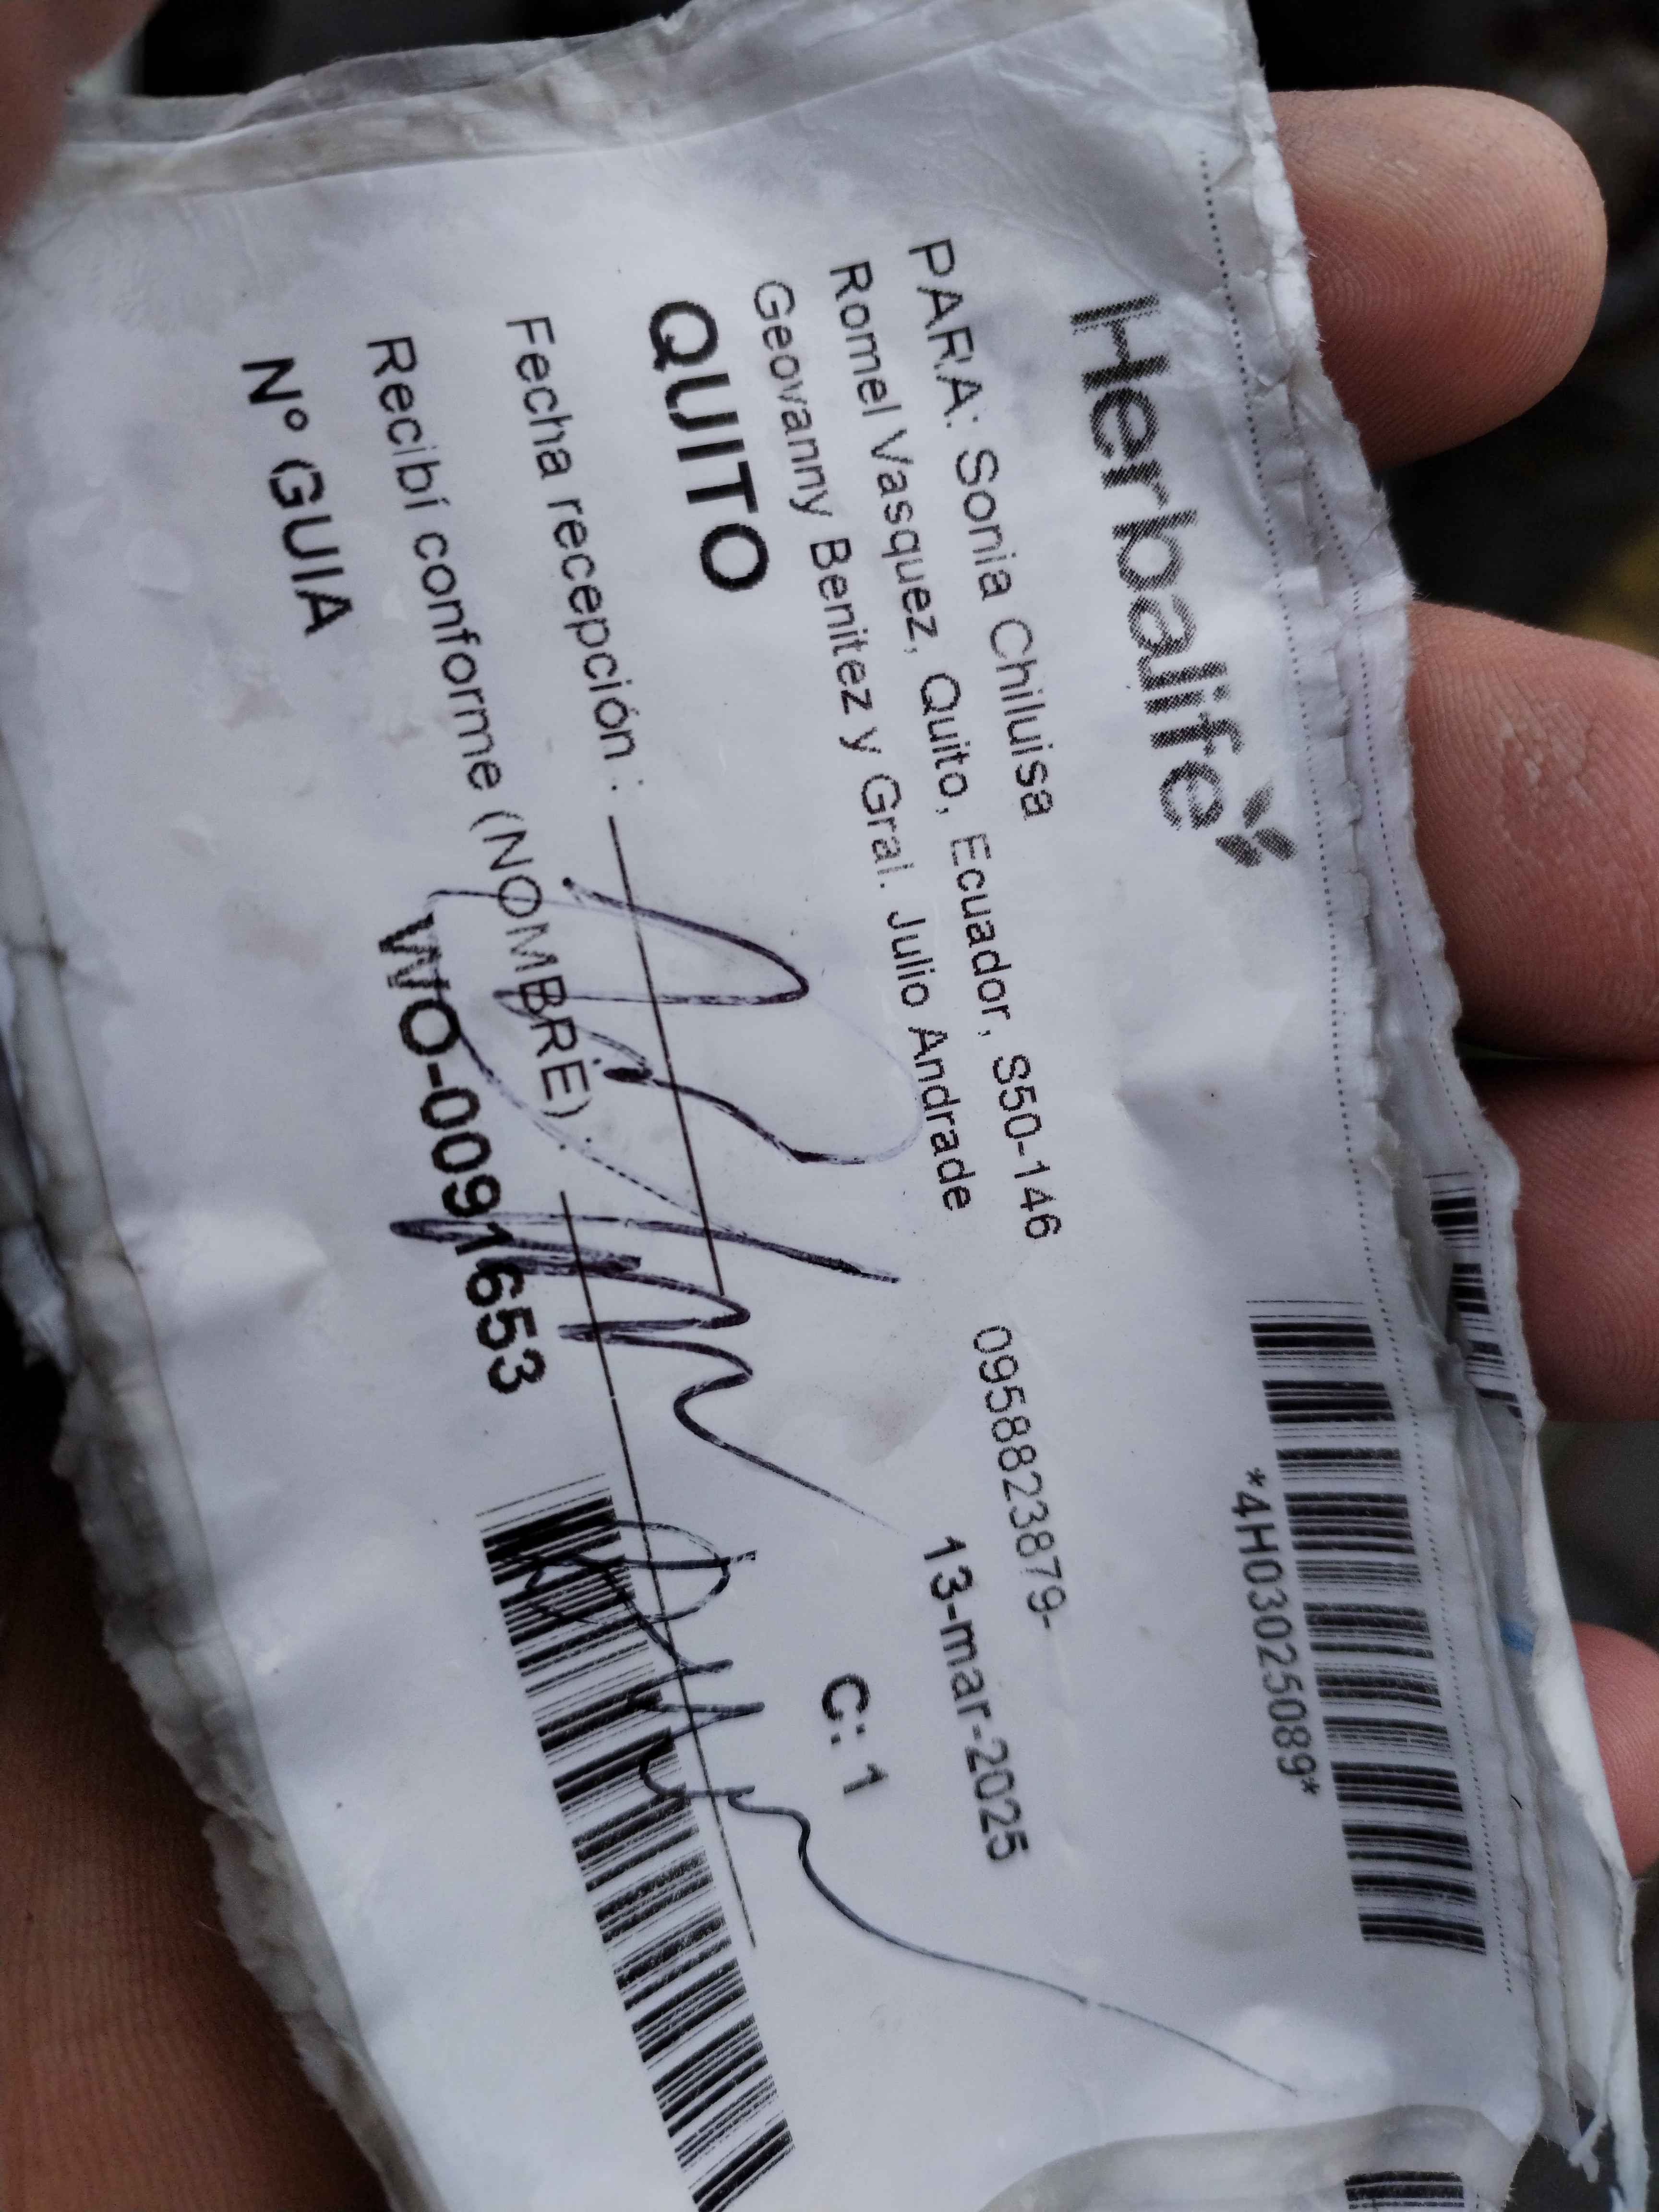 Herbalife
*4H03025089*
PARA: Sonia Chiluisa
Romel Vasquez, Quito, Ecuador, S50-146 0958823879-
Geovanny Benitez y Gral. Julio Andrade
13-mar-2025
QUITO
C: 1
Fecha recepción :
Recibí conforme (NOMBRE) :
Nº GUIA WO-0091653